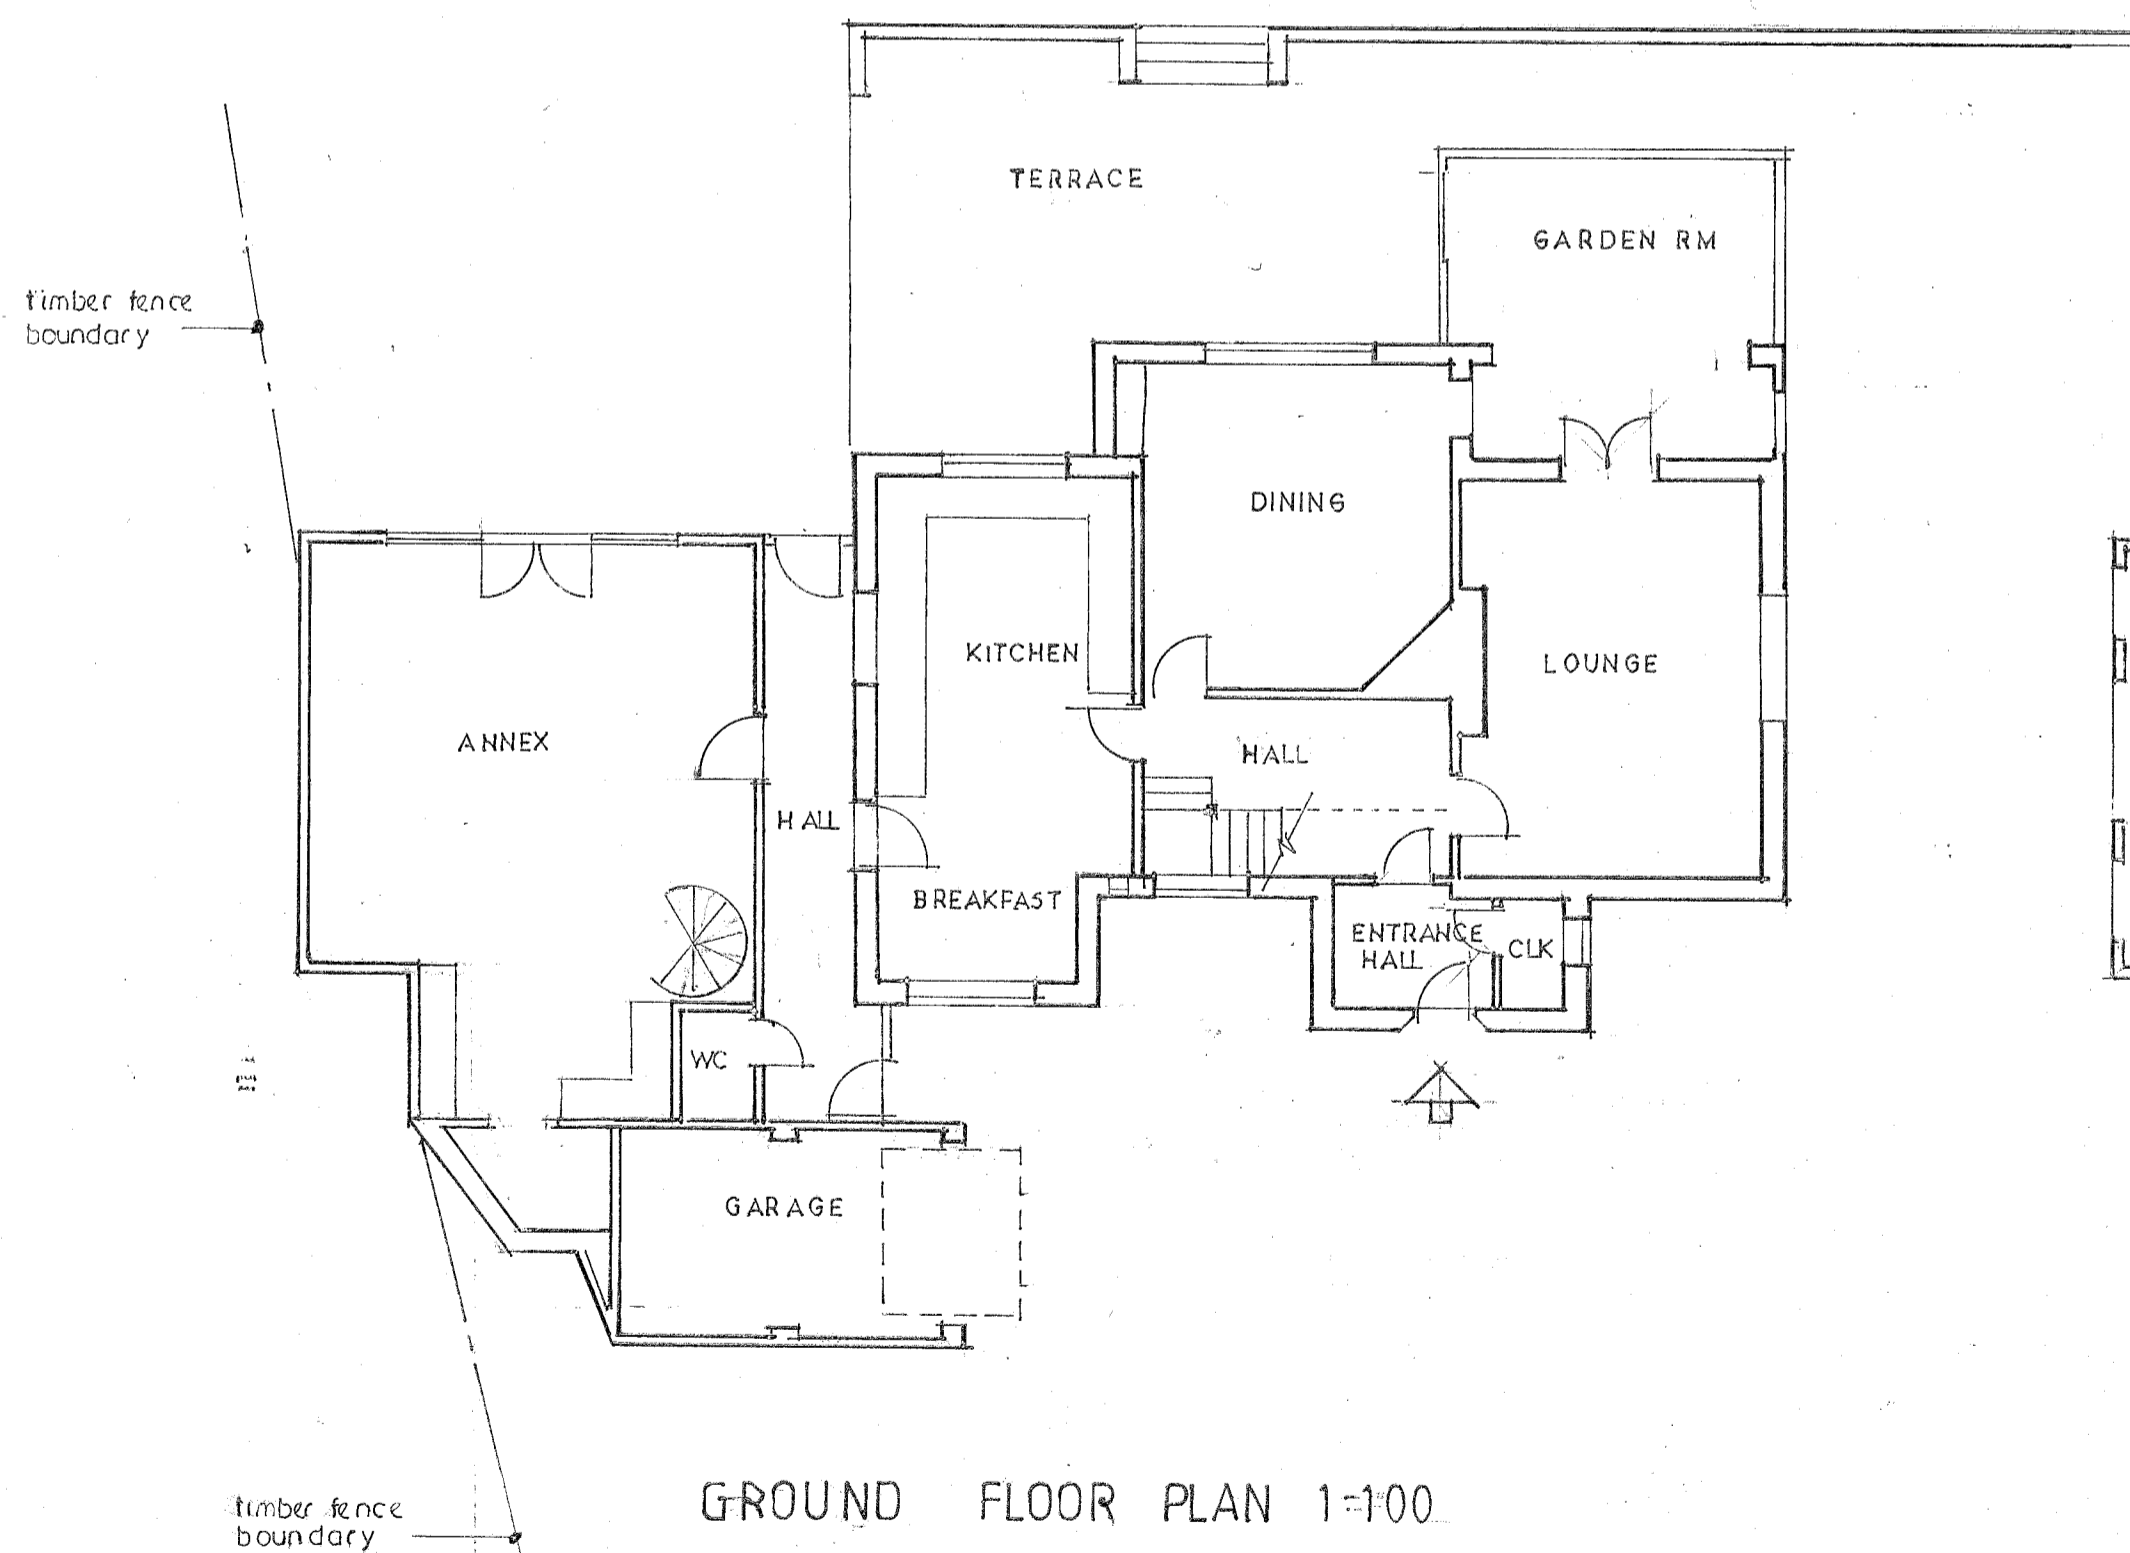 TERRACE
GARDEN RM
timber fence
boundary
DINING
KITCHEN
LOUNGE
ANNEX
HALL
HALL
BREAKFAST
ENTRANCE
HALL
CLK
WC
GARAGE
GROUND FLOOR PLAN 1:100
timber fence
boundary